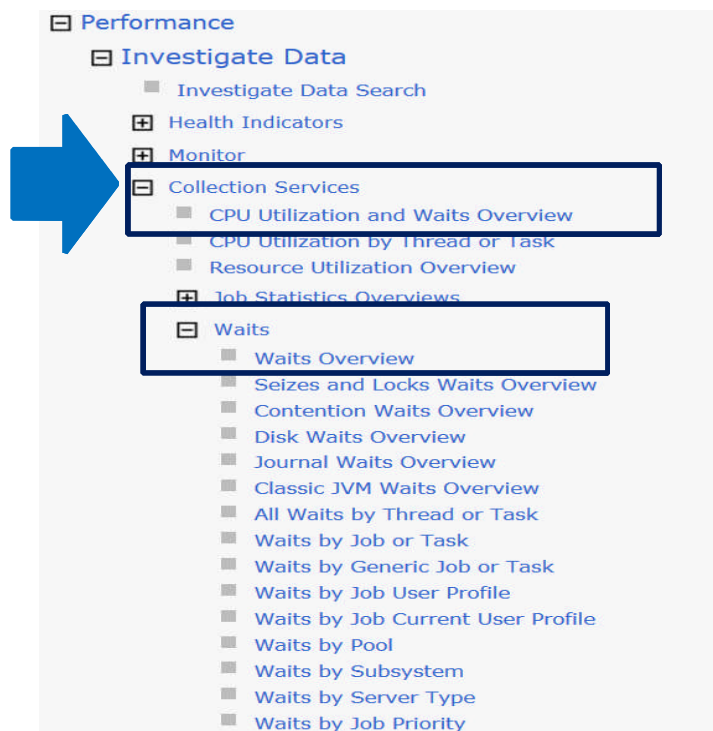 Performance
Investigate Data
Investigate Data Search
Health Indicators
Monitor
Collection Services
CPU Utilization and Waits Overview
CPU Utilization by Thread or Task
Resource Utilization Overview
Job Statistics Overviews
Waits
Waits Overview
Seizes and Locks Waits Overview
Contention Waits Overview
Disk Waits Overview
Journal Waits Overview
Classic JVM Waits Overview
All Waits by Thread or Task
Waits by Job or Task
Waits by Generic Job or Task
Waits by Job User Profile
Waits by Job Current User Profile
Waits by Pool
Waits by Subsystem
Waits by Server Type
Waits by Job Priority